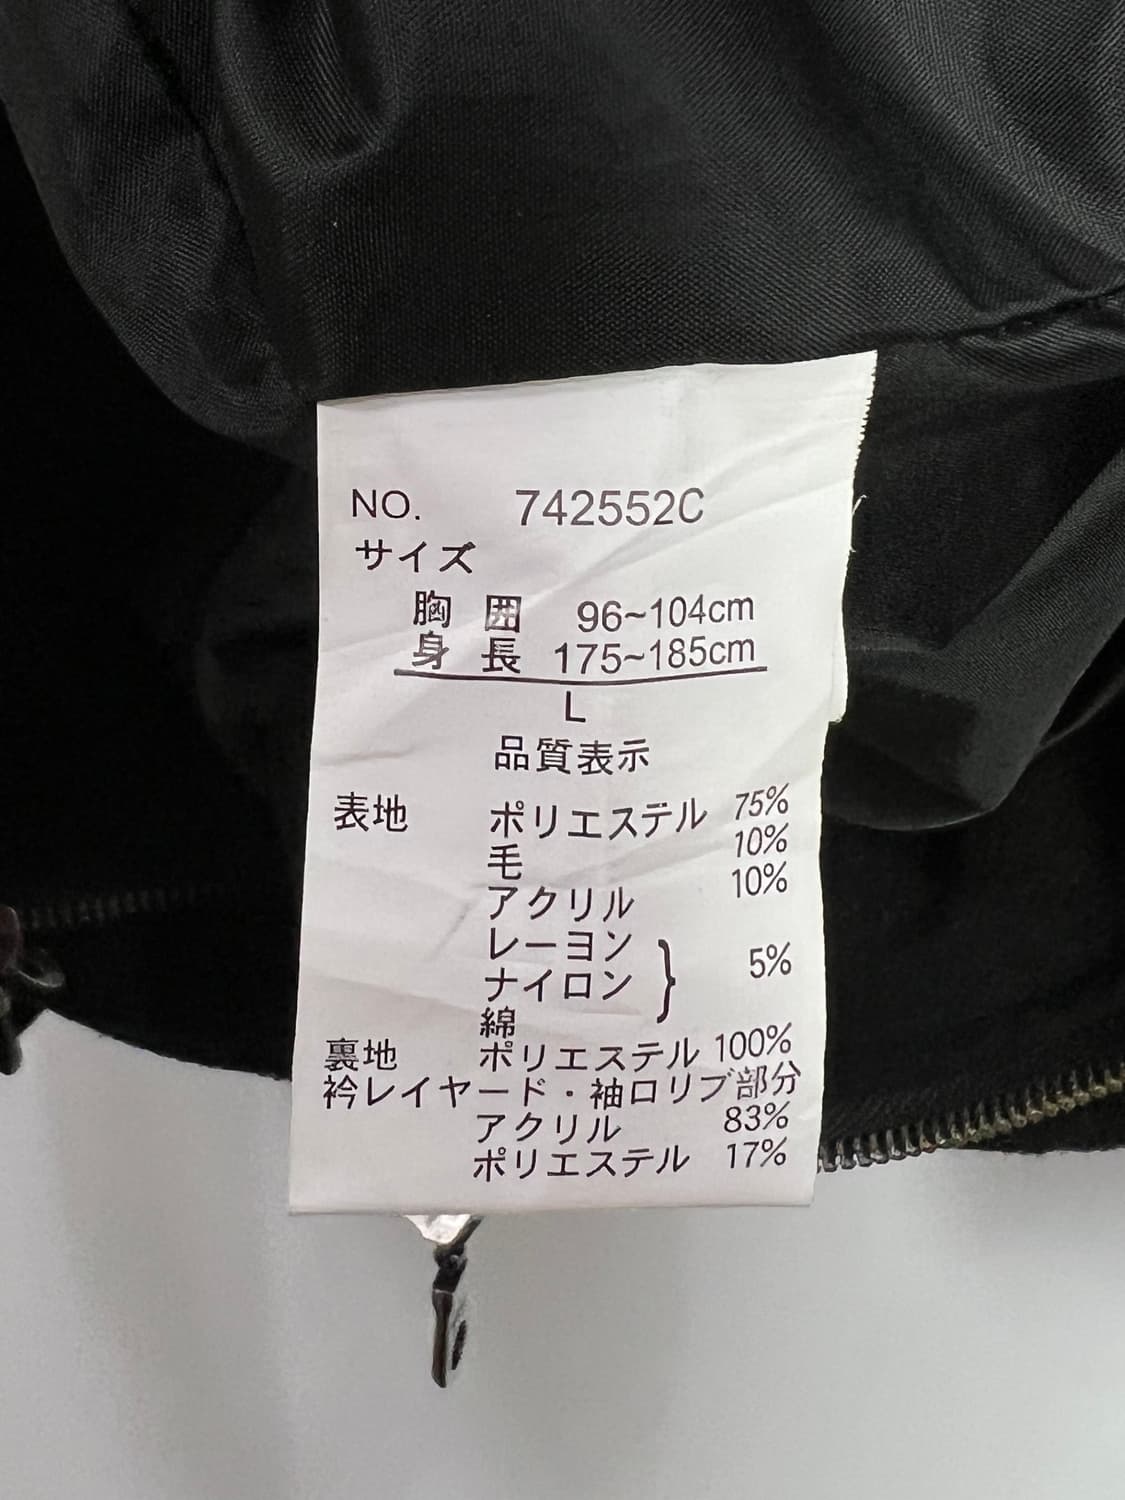 NO. 742552C
サイズ
胸 囲 96~104cm
身 長 175~185cm
L
品質表示
表地 ポリエステル 75%
毛 10%
アクリル 10%
レーヨン
ナイロン } 5%
綿
裏地 ポリエステル 100%
衿レイヤード・袖口リブ部分
アクリル 83%
ポリエステル 17%